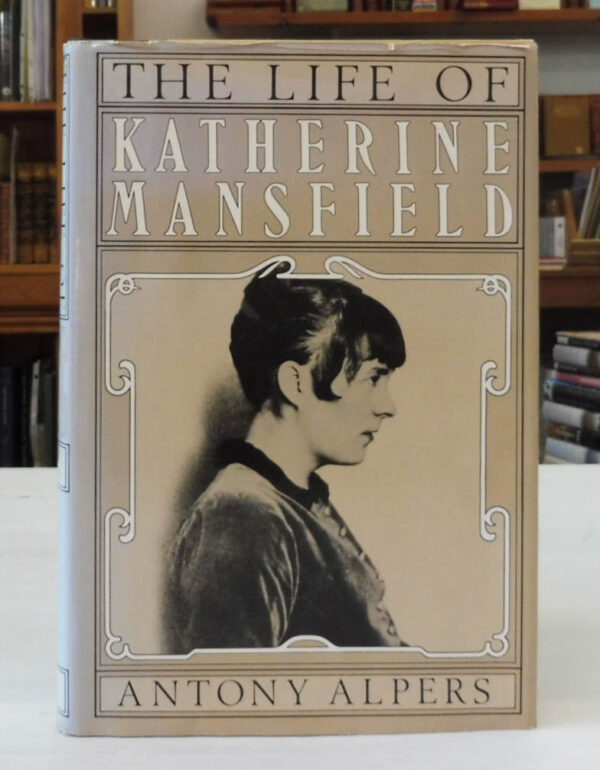 THE LIFE OF
KATHERINE
MANSFIELD
ANTONY ALPERS